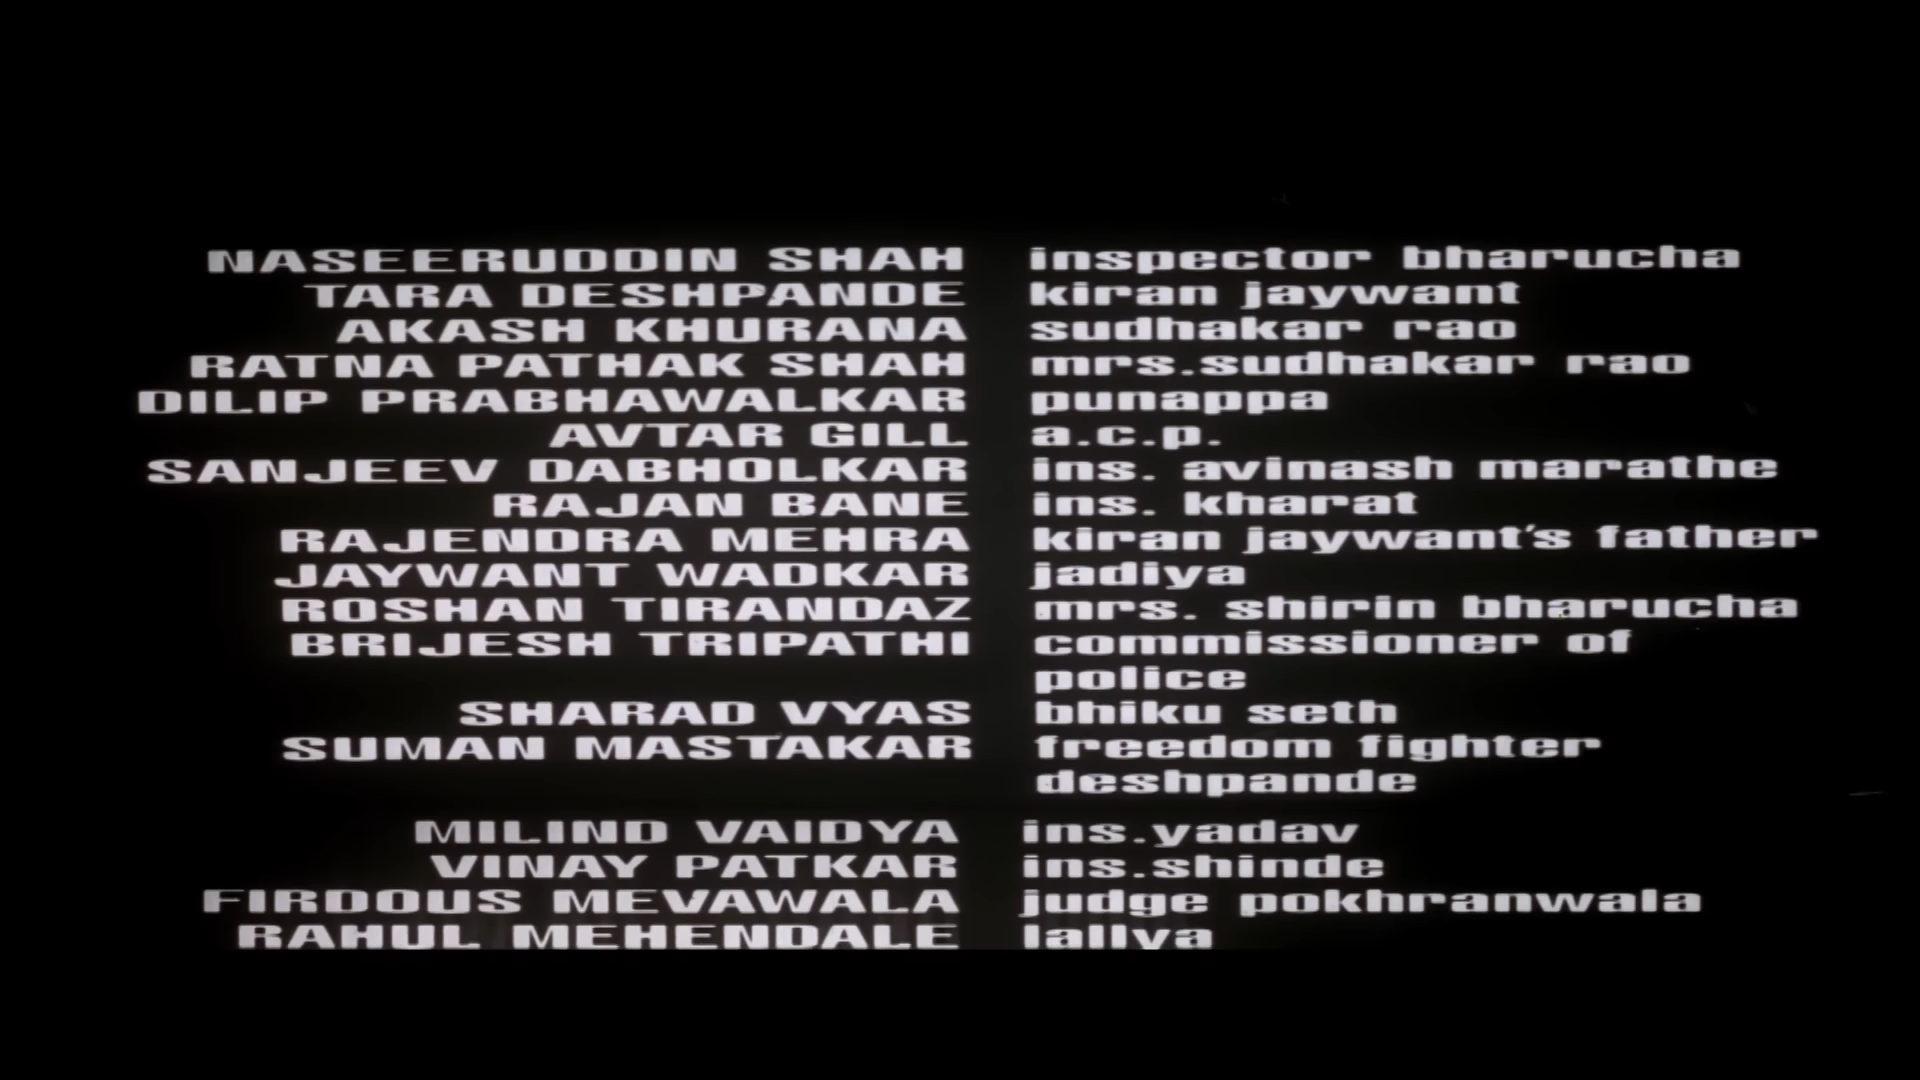 NASEERUDDIN SHAH inspector bharucha
TARA DESHPANDE kiran jaywant
AKASH KHURANA sudhakar rao
RATNA PATHAK SHAH mrs.sudhakar rao
DILIP PRABHAWALKAR punappa
AVTAR GILL a.c.p.
SANJEEV DABHOLKAR ins. avinash marathe
RAJAN BANE ins. kharat
RAJENDRA MEHRA kiran jaywant's father
JAYWANT WADKAR jadiya
ROSHAN TIRANDAZ mrs. shirin bharucha
BRIJESH TRIPATHI commissioner of
police
SHARAD VYAS bhiku seth
SUMAN MASTAKAR freedom fighter
deshpande
MILIND VAIDYA ins.yadav
VINAY PATKAR ins.shinde
FIRDOUS MEVAWALA judge pokhranwala
RAHUL MEHENDALE lallya